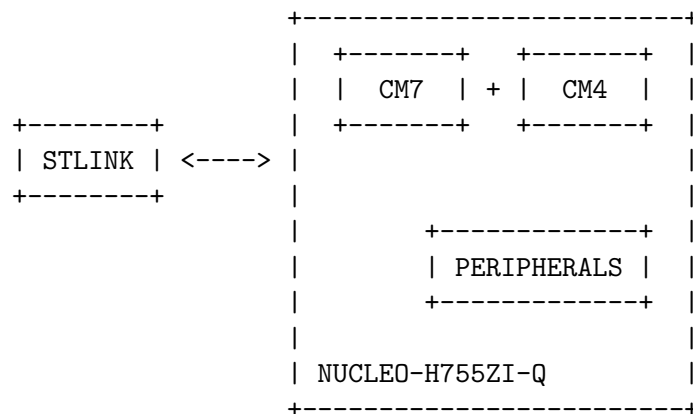 CM7 + CM4
STLINK <---->
PERIPHERALS
NUCLEO-H755ZI-Q